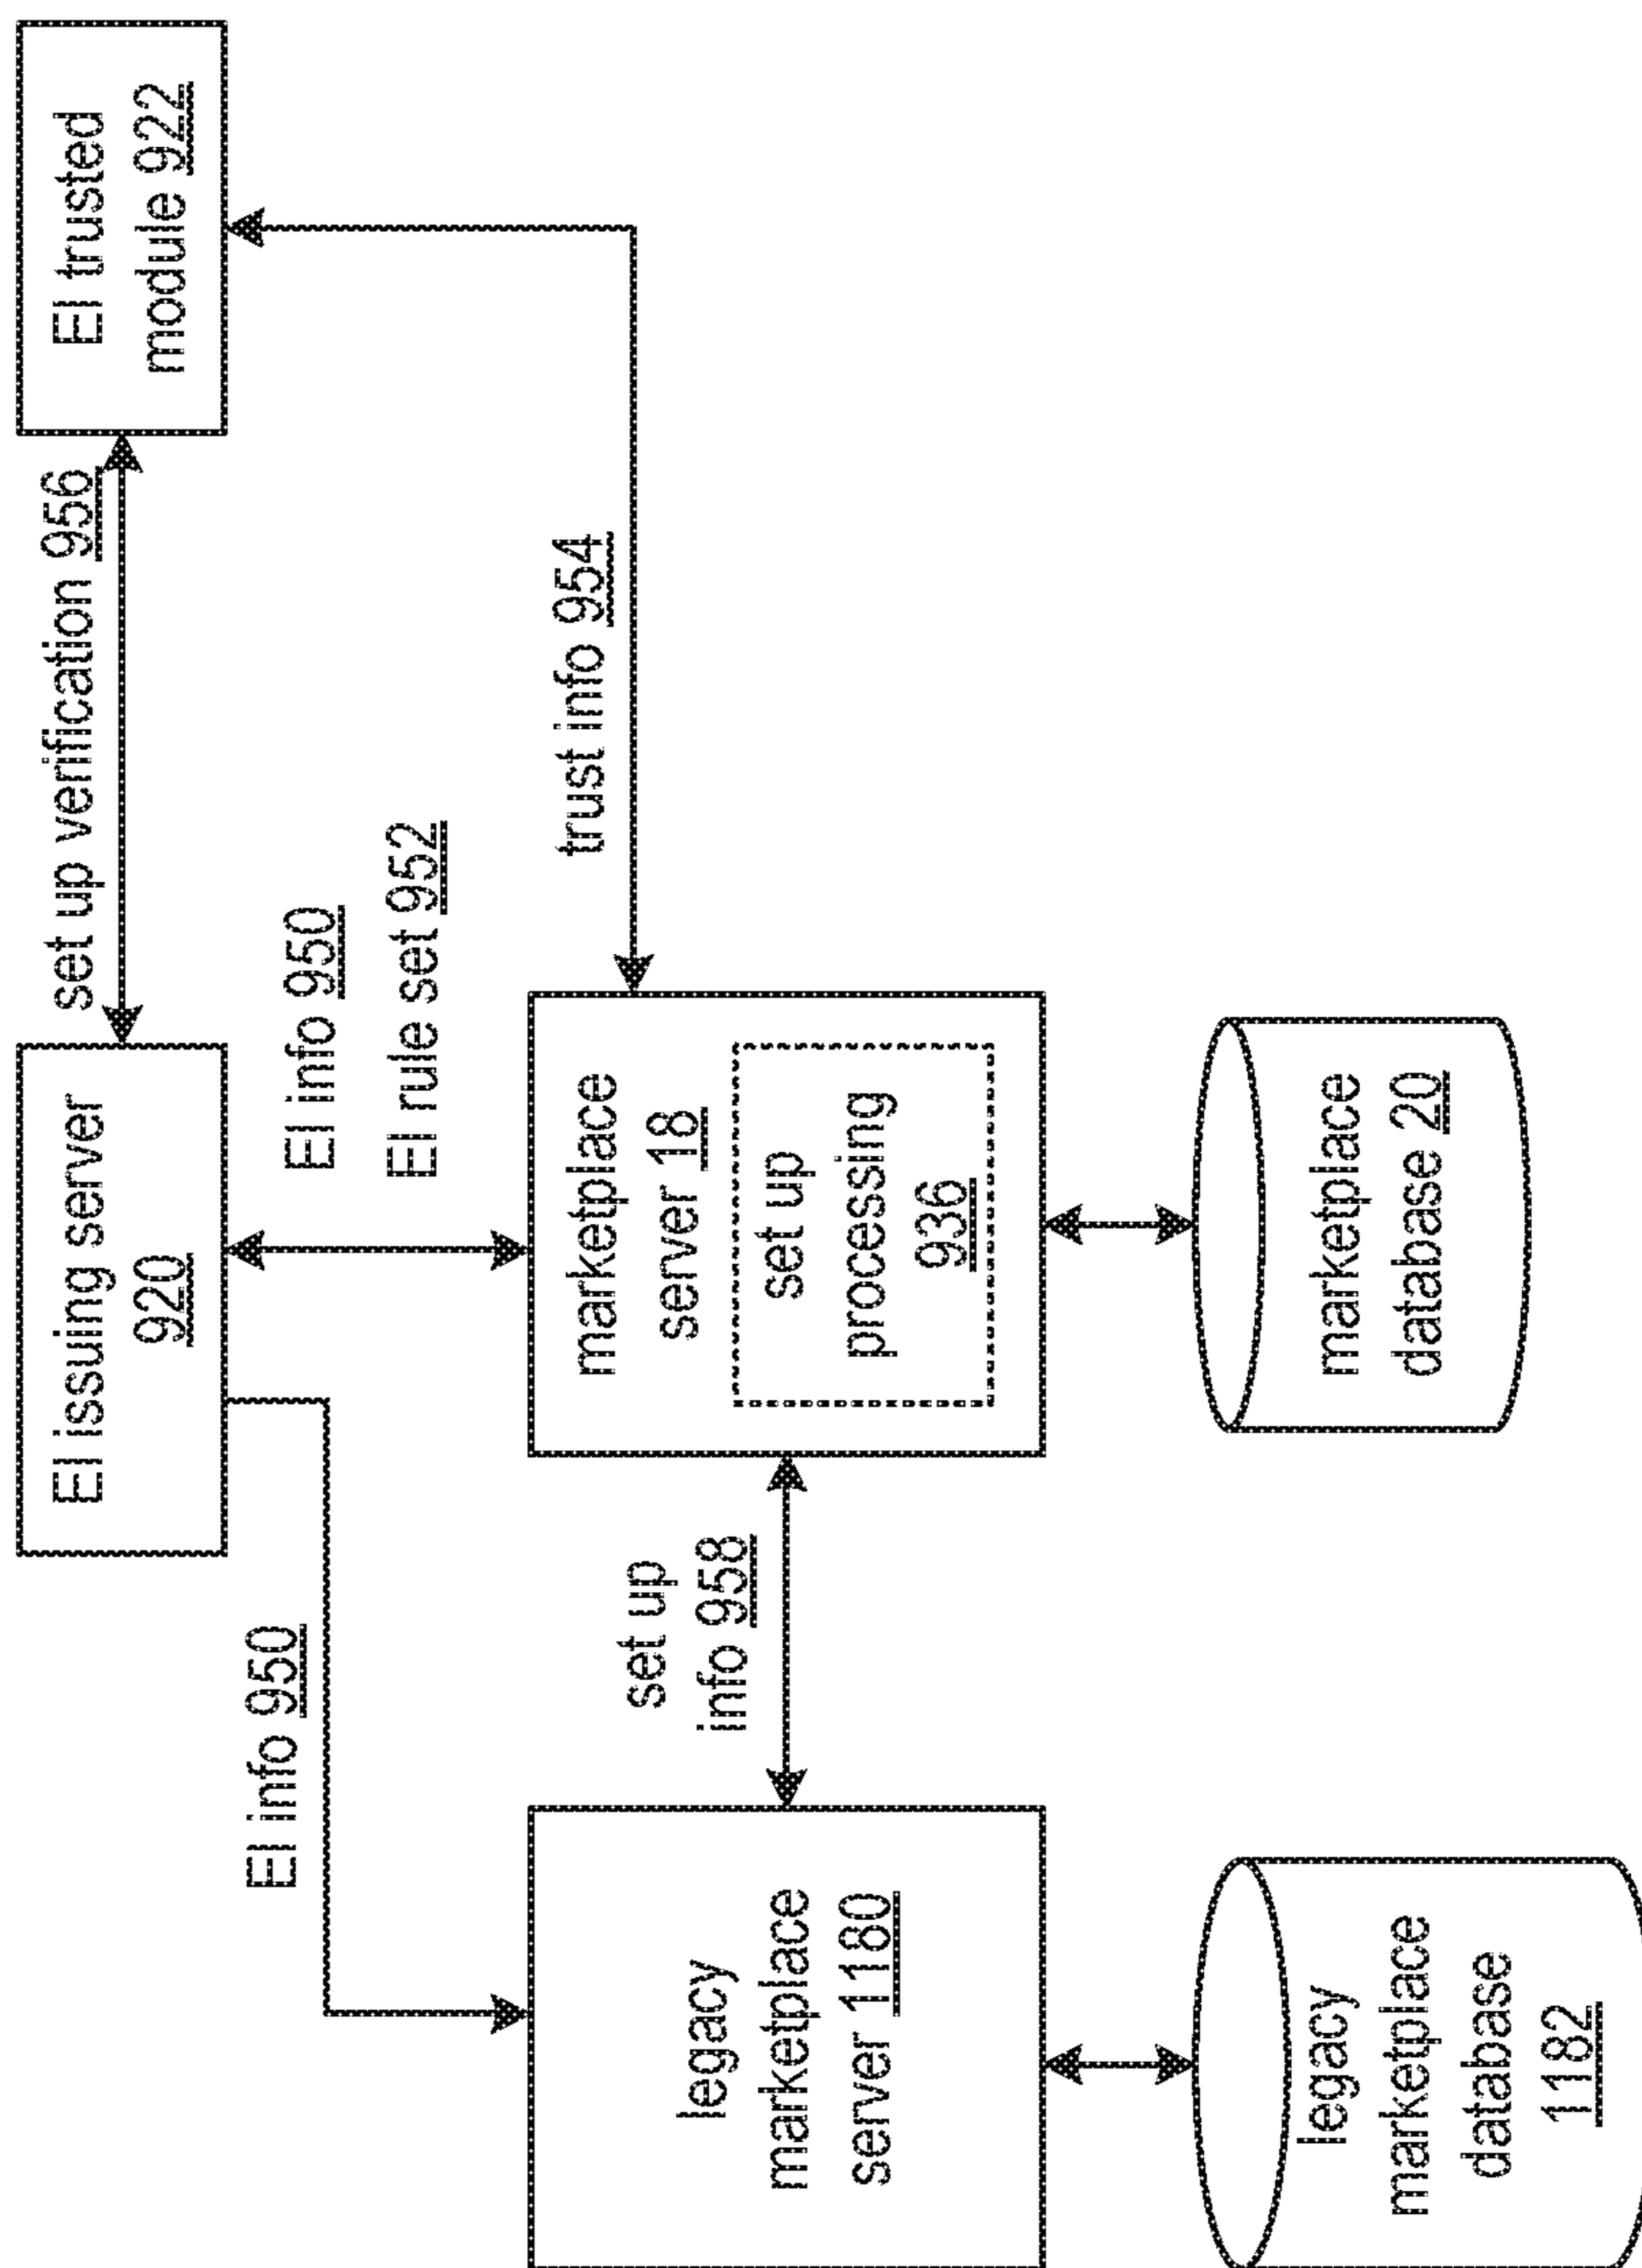 EI issuing server
920
set up verification 956
EI trusted
module 922
EI info 950
EI info 950
EI rule set 952
trust info 954
legacy
marketplace
server 1180
set up
info 958
marketplace
server 18
set up
processing
936
legacy
marketplace
database
1182
marketplace
database 20